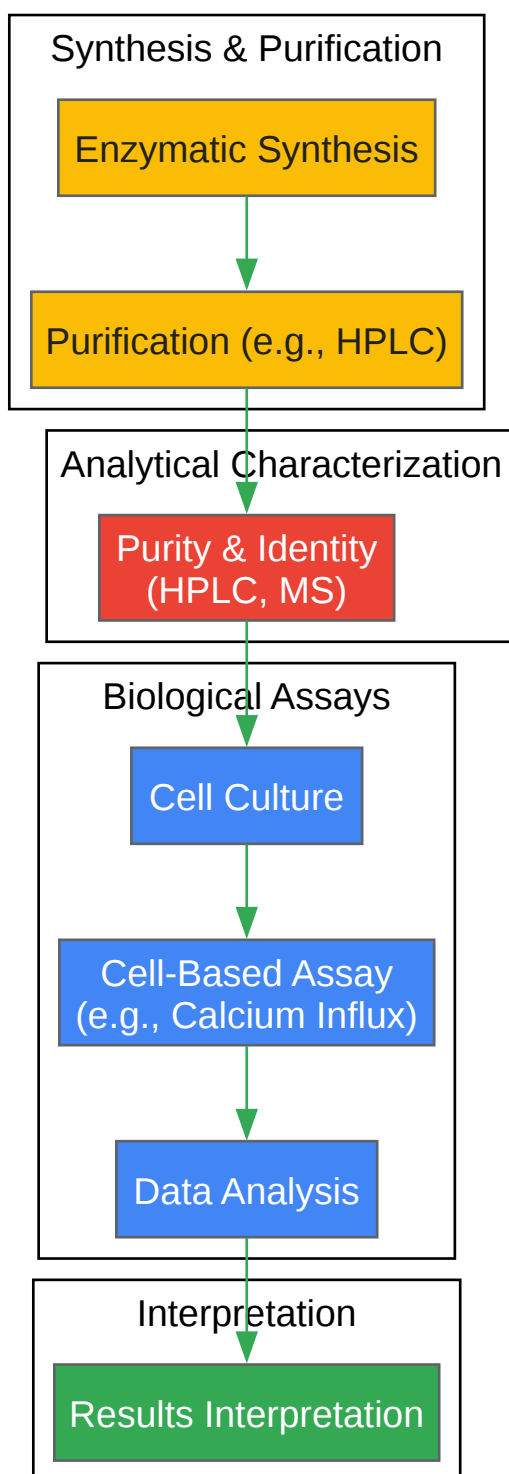 Synthesis & Purification
Enzymatic Synthesis
Purification (e.g., HPLC)
Analytical Characterization
Purity & Identity
(HPLC, MS)
Biological Assays
Cell Culture
Cell-Based Assay
(e.g., Calcium Influx)
Data Analysis
Interpretation
Results Interpretation